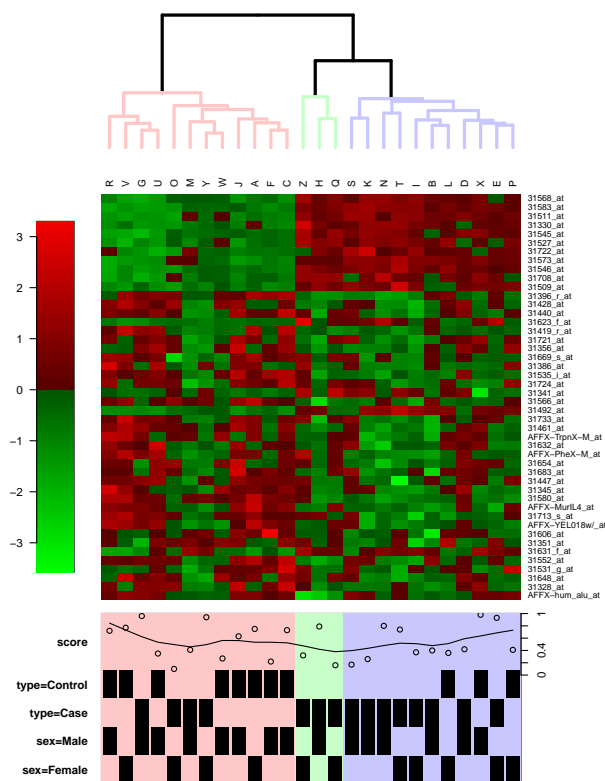 R V G U O M Y W J A F C Z H Q S K N T I B L D X E P
31568_at
31583_at
31511_at
31330_at
31545_at
31527_at
31722_at
31573_at
31546_at
31708_at
31509_at
31396_r_at
31428_at
31440_at
31623_f_at
31419_r_at
31721_at
31356_at
31669_s_at
31386_at
31535_i_at
31724_at
31341_at
31566_at
31492_at
31733_at
31461_at
AFFX−TrpnX−M_at
31632_at
AFFX−PheX−M_at
31654_at
31683_at
31447_at
31345_at
31580_at
AFFX−MurIL4_at
31713_s_at
AFFX−YEL018w/_at
31606_at
31351_at
31631_f_at
31552_at
31531_g_at
31648_at
31328_at
AFFX−hum_alu_at
3
2
1
0
−1
−2
−3
score
1
0.4
0
type=Control
type=Case
sex=Male
sex=Female